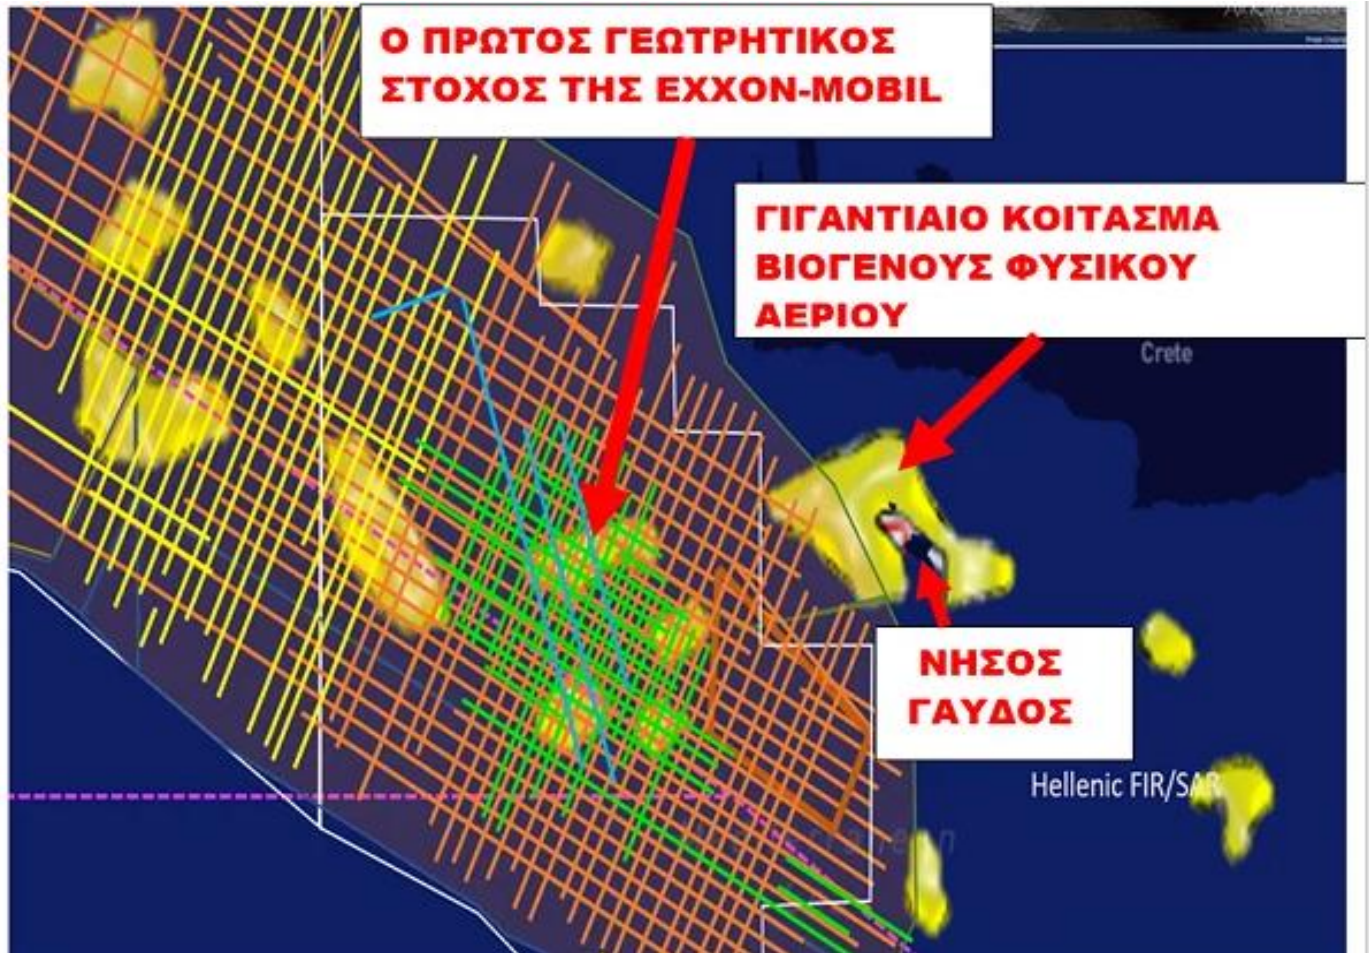 Ο ΠΡΩΤΟΣ ΓΕΩΤΡΗΤΙΚΟΣ
ΣΤΟΧΟΣ ΤΗΣ EXXON-MOBIL
ΓΙΓΑΝΤΙΑΙΟ ΚΟΙΤΑΣΜΑ
ΒΙΟΓΕΝΟΥΣ ΦΥΣΙΚΟΥ
ΑΕΡΙΟΥ
Crete
ΝΗΣΟΣ
ΓΑΥΔΟΣ
Hellenic FIR/SAR